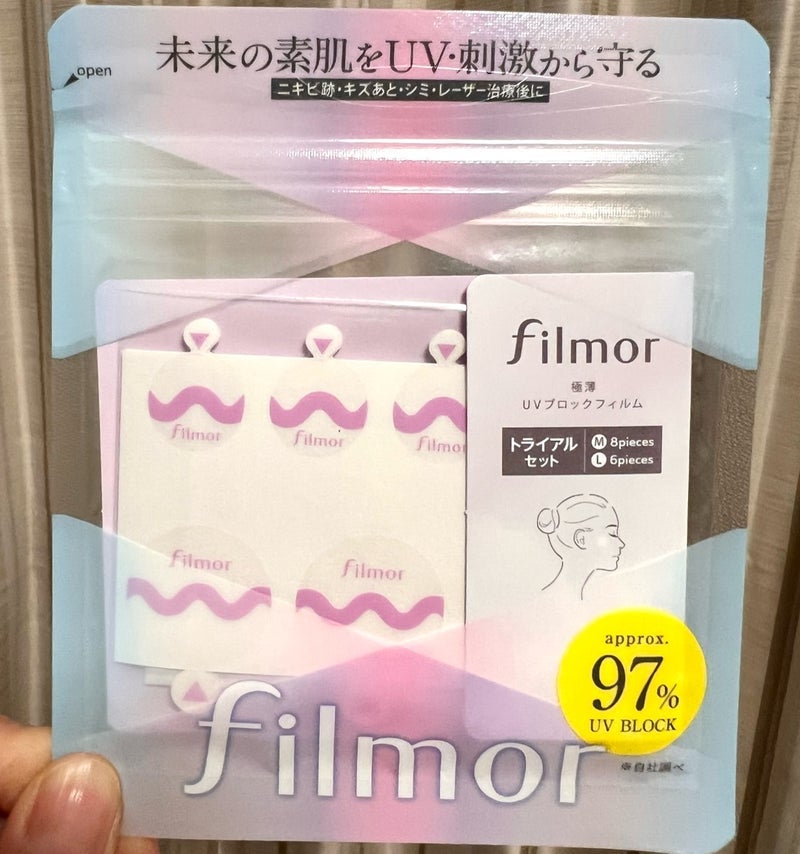 未来の素肌をUV・刺激から守る
open
ニキビ跡・キズあと・シミ・レーザー治療後に
filmor
極薄
UVブロックフィルム
トライアル
セット
M 8pieces
L 6pieces
filmor
filmor
filmor
filmor
filmor
approx.
97%
UV BLOCK
filmor
※自社調べ